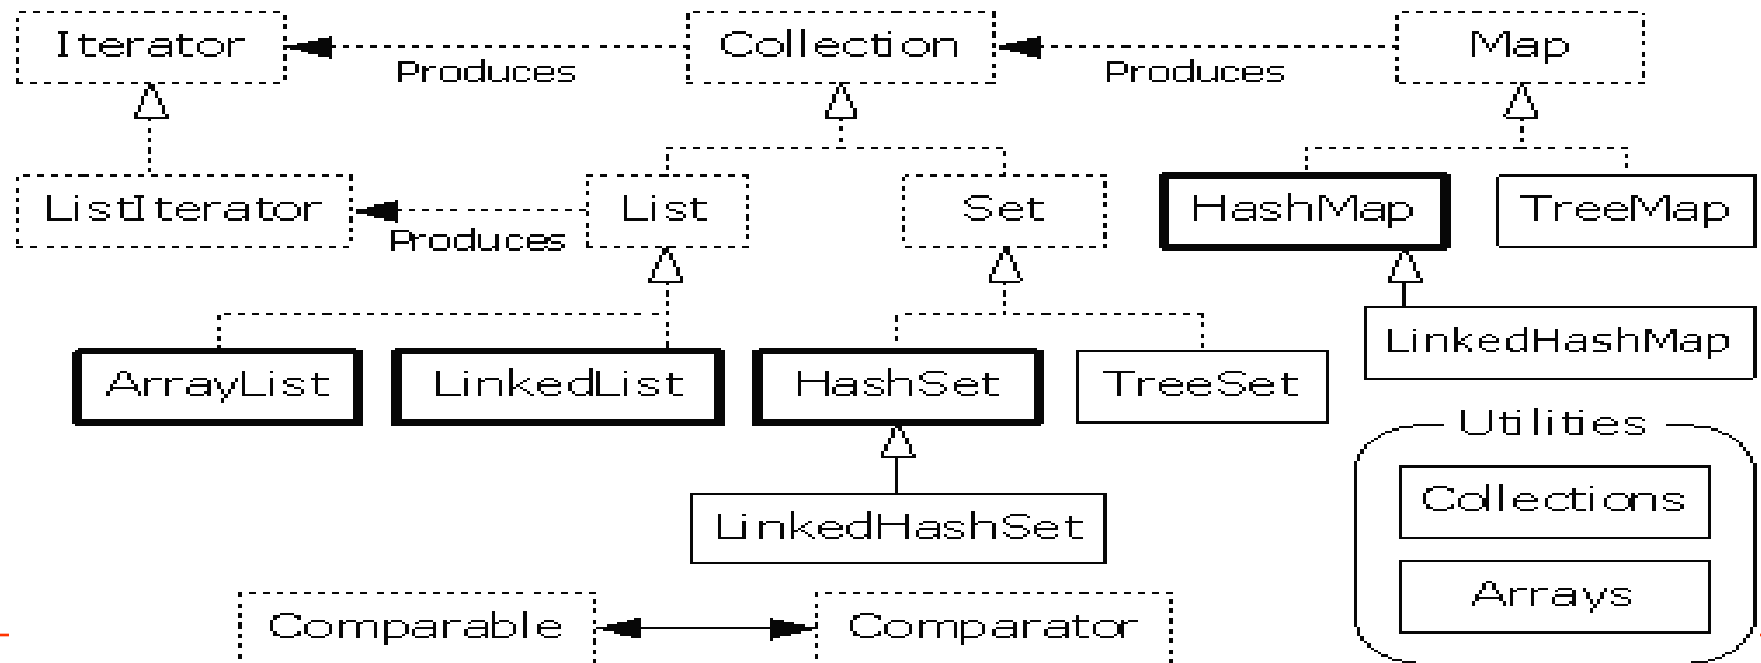 Iterator
Collection
Map
Produces
Produces
ListIterator
List
Set
HashMap
TreeMap
Produces
LinkedHashMap
ArrayList
LinkedList
HashSet
TreeSet
Utilities
Collections
LinkedHashSet
Arrays
Comparable
Comparator